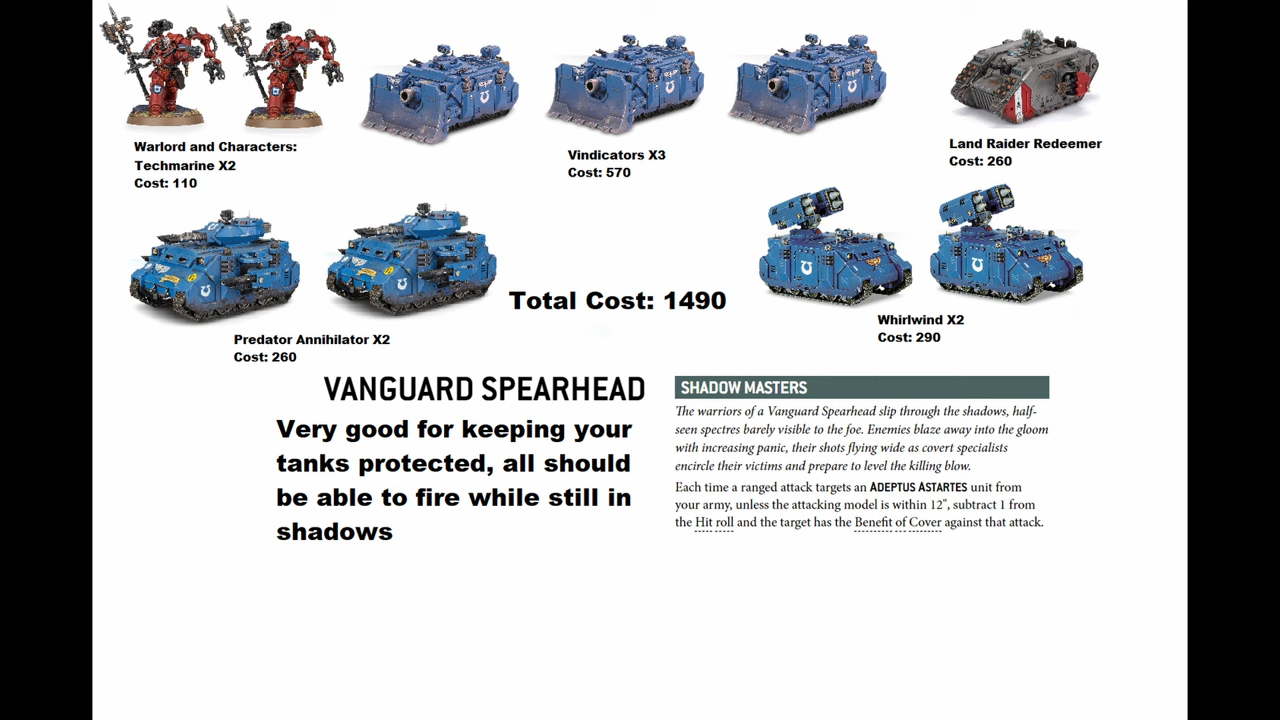 Warlord and Characters:
Techmarine X2
Cost: 110
Vindicators X3
Cost: 570
Land Raider Redeemer
Cost: 260
Predator Annihilator X2
Cost: 260
Total Cost: 1490
Whirlwind X2
Cost: 290
VANGUARD SPEARHEAD
Very good for keeping your
tanks protected, all should
be able to fire while still in
shadows
SHADOW MASTERS
The warriors of a Vanguard Spearhead slip through the shadows, half-
seen spectres barely visible to the foe. Enemies blaze away into the gloom
with increasing panic, their shots flying wide as covert specialists
encircle their victims and prepare to level the killing blow.
Each time a ranged attack targets an ADEPTUS ASTARTES unit from
your army, unless the attacking model is within 12", subtract 1 from
the Hit roll and the target has the Benefit of Cover against that attack.